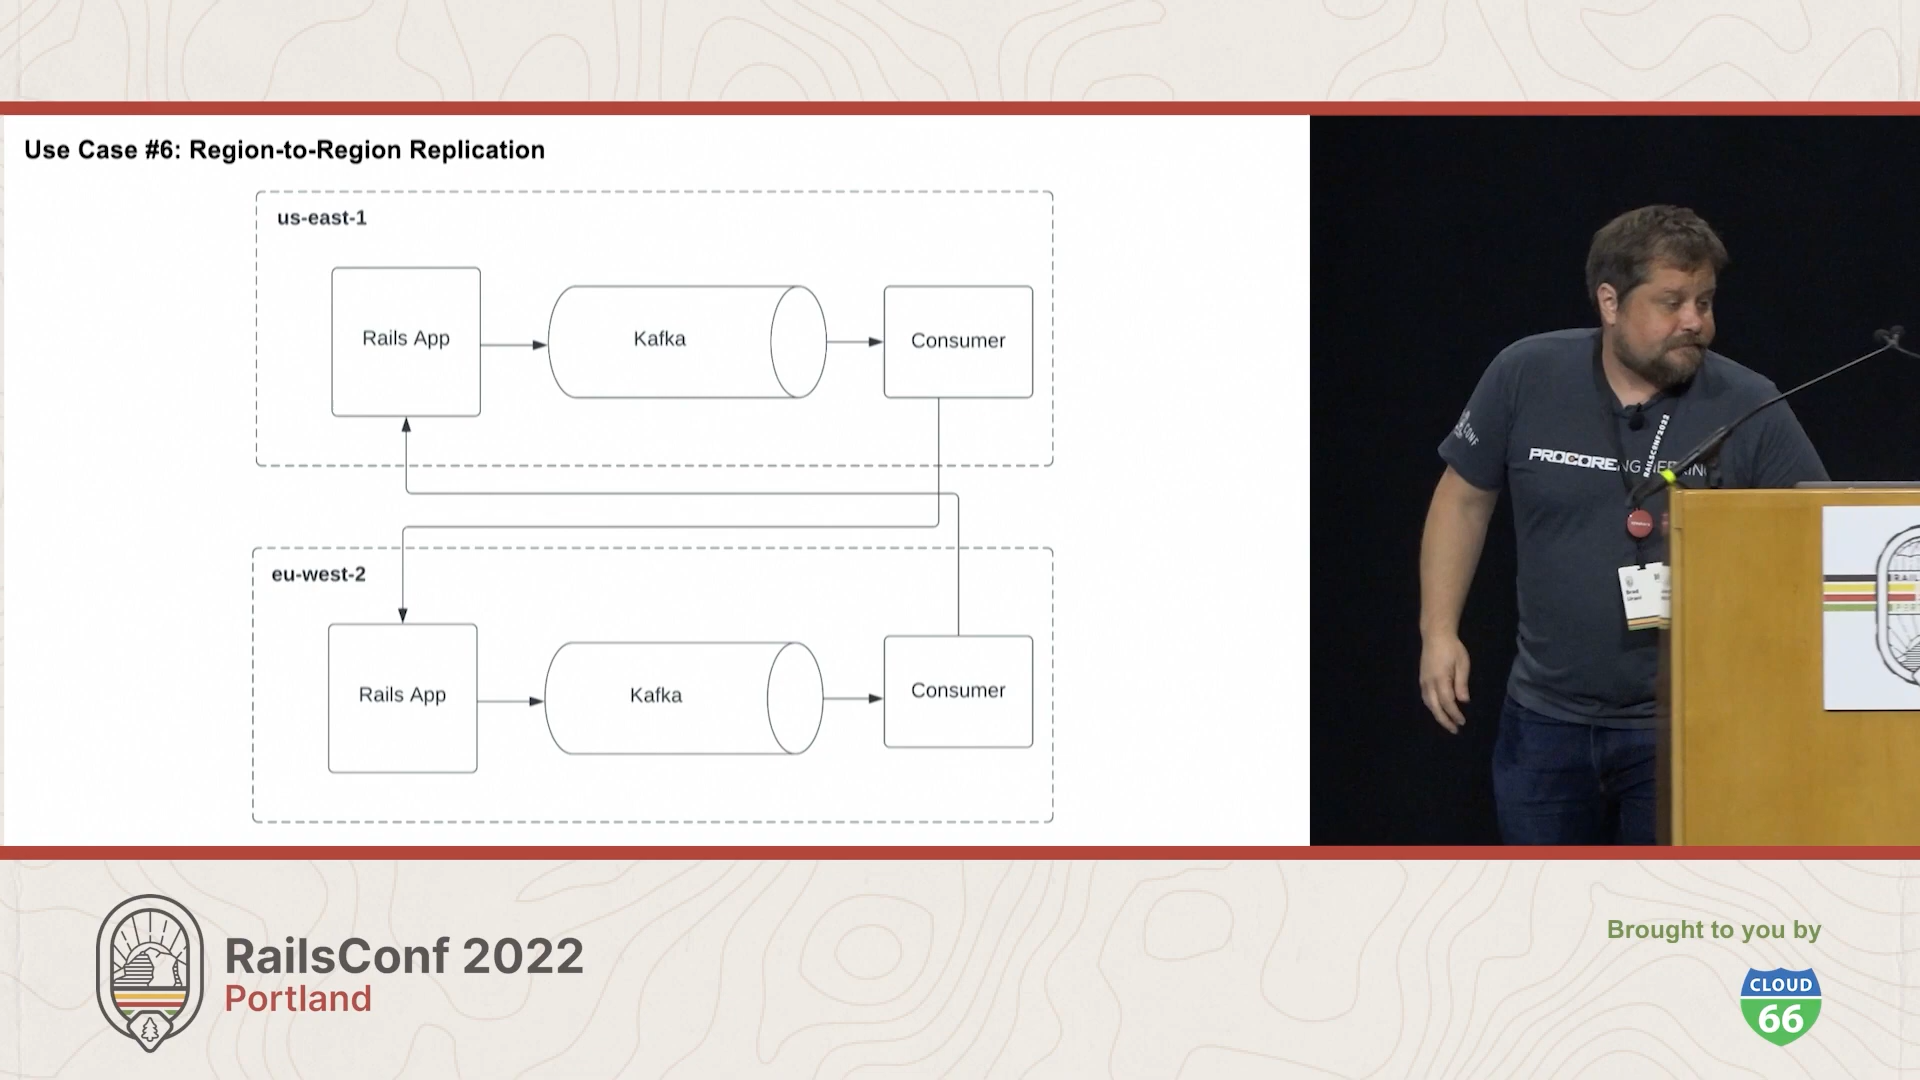 Use Case #6: Region-to-Region Replication
us-east-1
Rails App
Kafka
Consumer
eu-west-2
Rails App
Kafka
Consumer
PROCORE
RAILSCONF2022
RailsConf 2022
Portland
Brought to you by
CLOUD
66